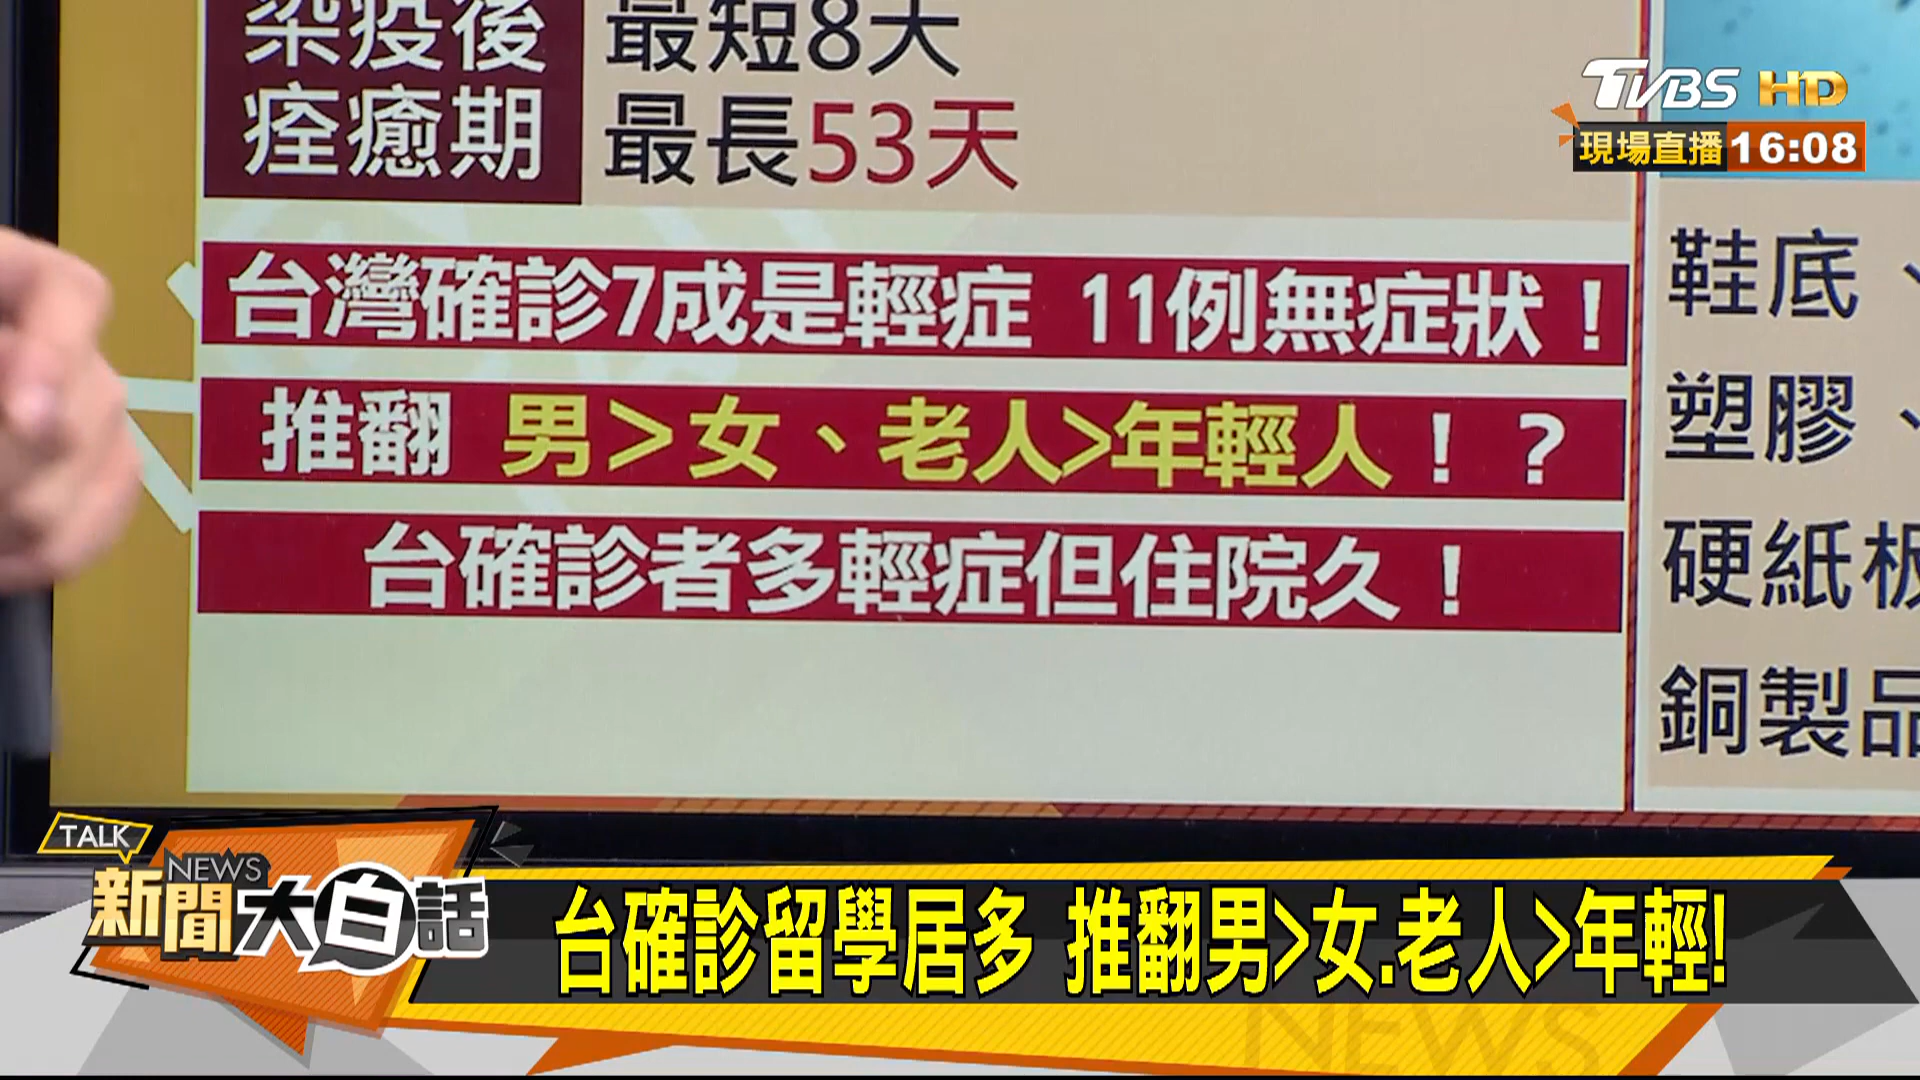 染疫後
痊癒期
最短8天
最長53天
台灣確診7成是輕症 11例無症狀！
推翻 男>女、老人>年輕人！？
台確診者多輕症但住院久！
TVBS HD
現場直播 16:08
鞋底、
塑膠、
硬紙板
銅製品
TALK
NEWS
新聞大白話
台確診留學居多 推翻男>女.老人>年輕!
NEWS